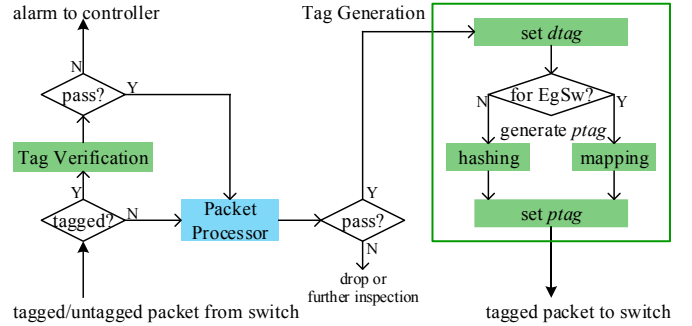 alarm to controller
Tag Generation
set dtag
N
pass?
Y
for EgSw?
N
Y
generate ptag
Tag Verification
hashing
mapping
Y
tagged?
N
Packet
Processor
Y
pass?
N
set ptag
drop or
further inspection
tagged/untagged packet from switch
tagged packet to switch